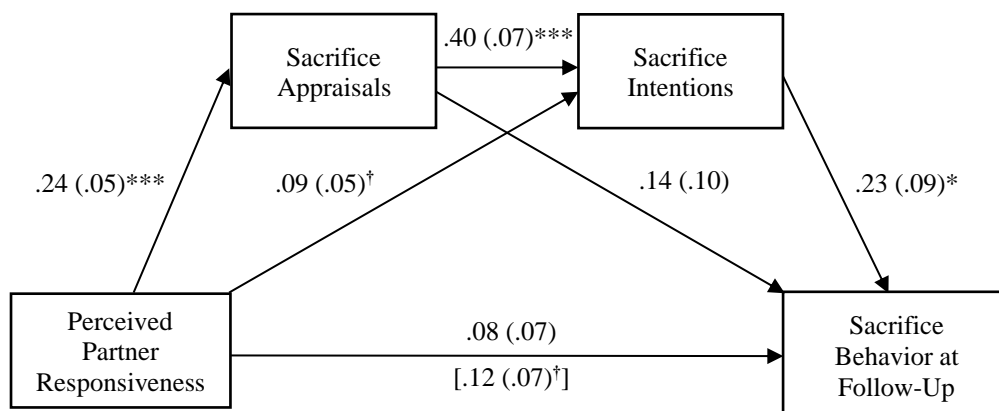 .40 (.07)***
Sacrifice
Appraisals
Sacrifice
Intentions
.24 (.05)***
.09 (.05)†
.14 (.10)
.23 (.09)*
Perceived
Partner
Responsiveness
.08 (.07)
[.12 (.07)†]
Sacrifice
Behavior at
Follow-Up